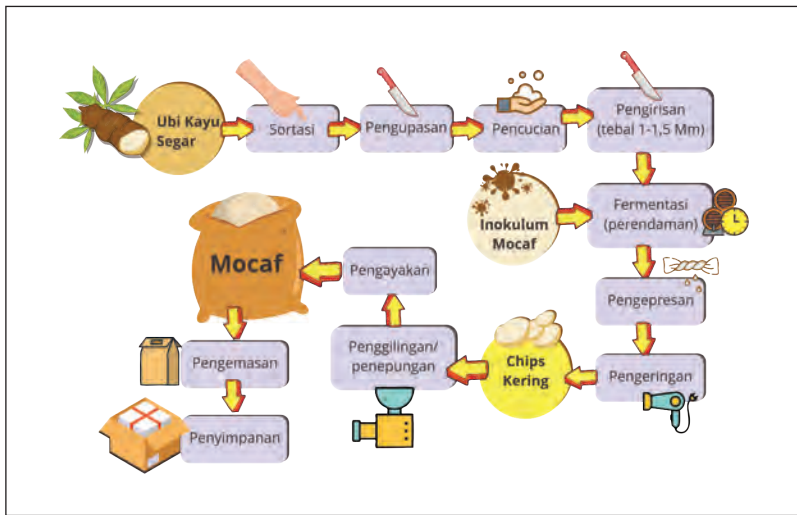 Ubi Kayu
Segar
Sortasi
Pengupasan
Pencucian
Pengirisan
(tebal 1-1,5 Mm)
Inokulum
Mocaf
Fermentasi
(perendaman)
Pengepresan
Pengeringan
Chips
Kering
Penggilingan/
penepungan
Pengayakan
Mocaf
Pengemasan
Penyimpanan